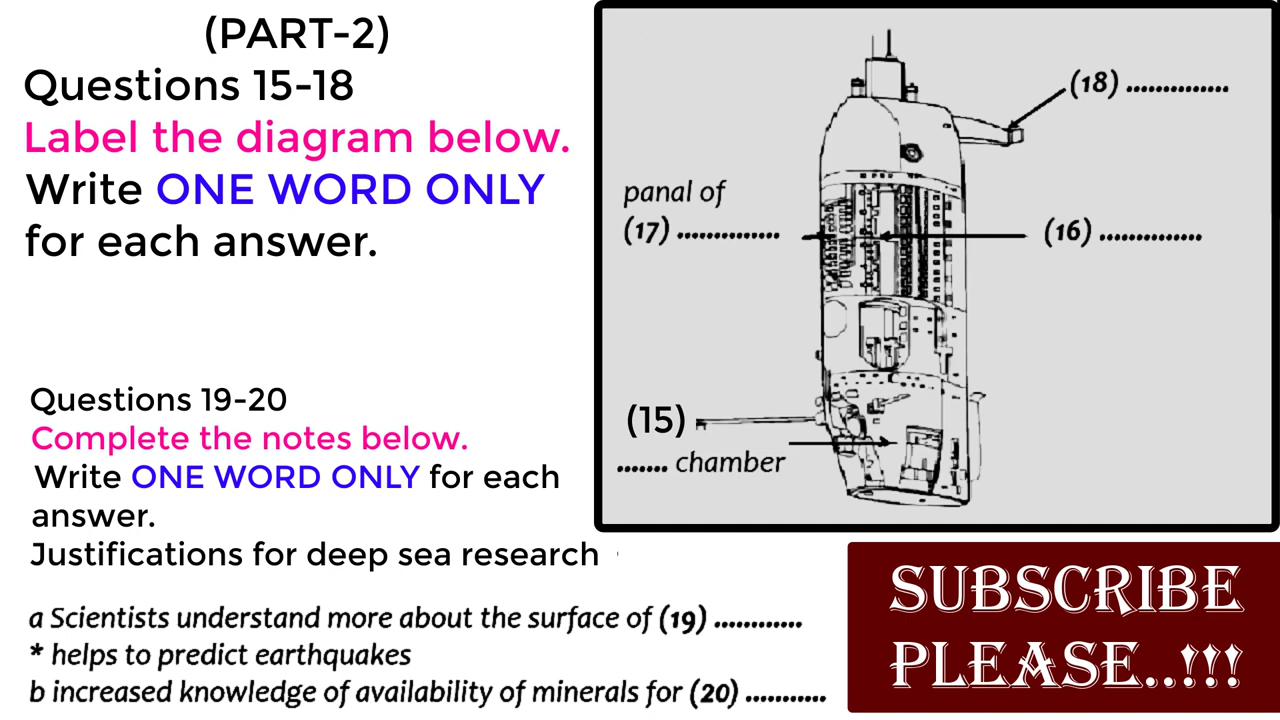 (PART-2)
Questions 15-18
Label the diagram below.
Write ONE WORD ONLY
for each answer.
(18) ..............
panal of
(17) ..............
(16) ..............
(15)
....... chamber
Questions 19-20
Complete the notes below.
Write ONE WORD ONLY for each
answer.
Justifications for deep sea research
a Scientists understand more about the surface of (19) ............
* helps to predict earthquakes
b increased knowledge of availability of minerals for (20) ...........
SUBSCRIBE
PLEASE..!!!